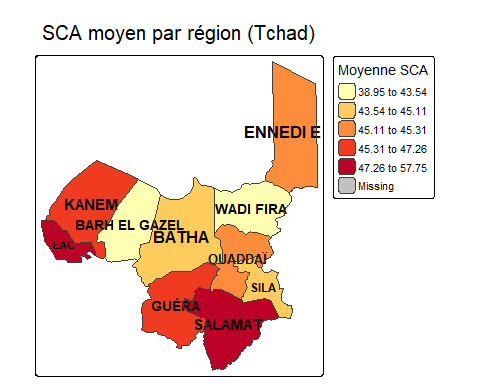 SCA moyen par région (Tchad)
Moyenne SCA
38.95 to 43.54
43.54 to 45.11
45.11 to 45.31
45.31 to 47.26
47.26 to 57.75
Missing
ENNEDI E
KANEM
BARH EL GAZEL
WADI FIRA
LAC
BATHA
OUADDAÏ
SILA
GUÉRA
SALAMAT